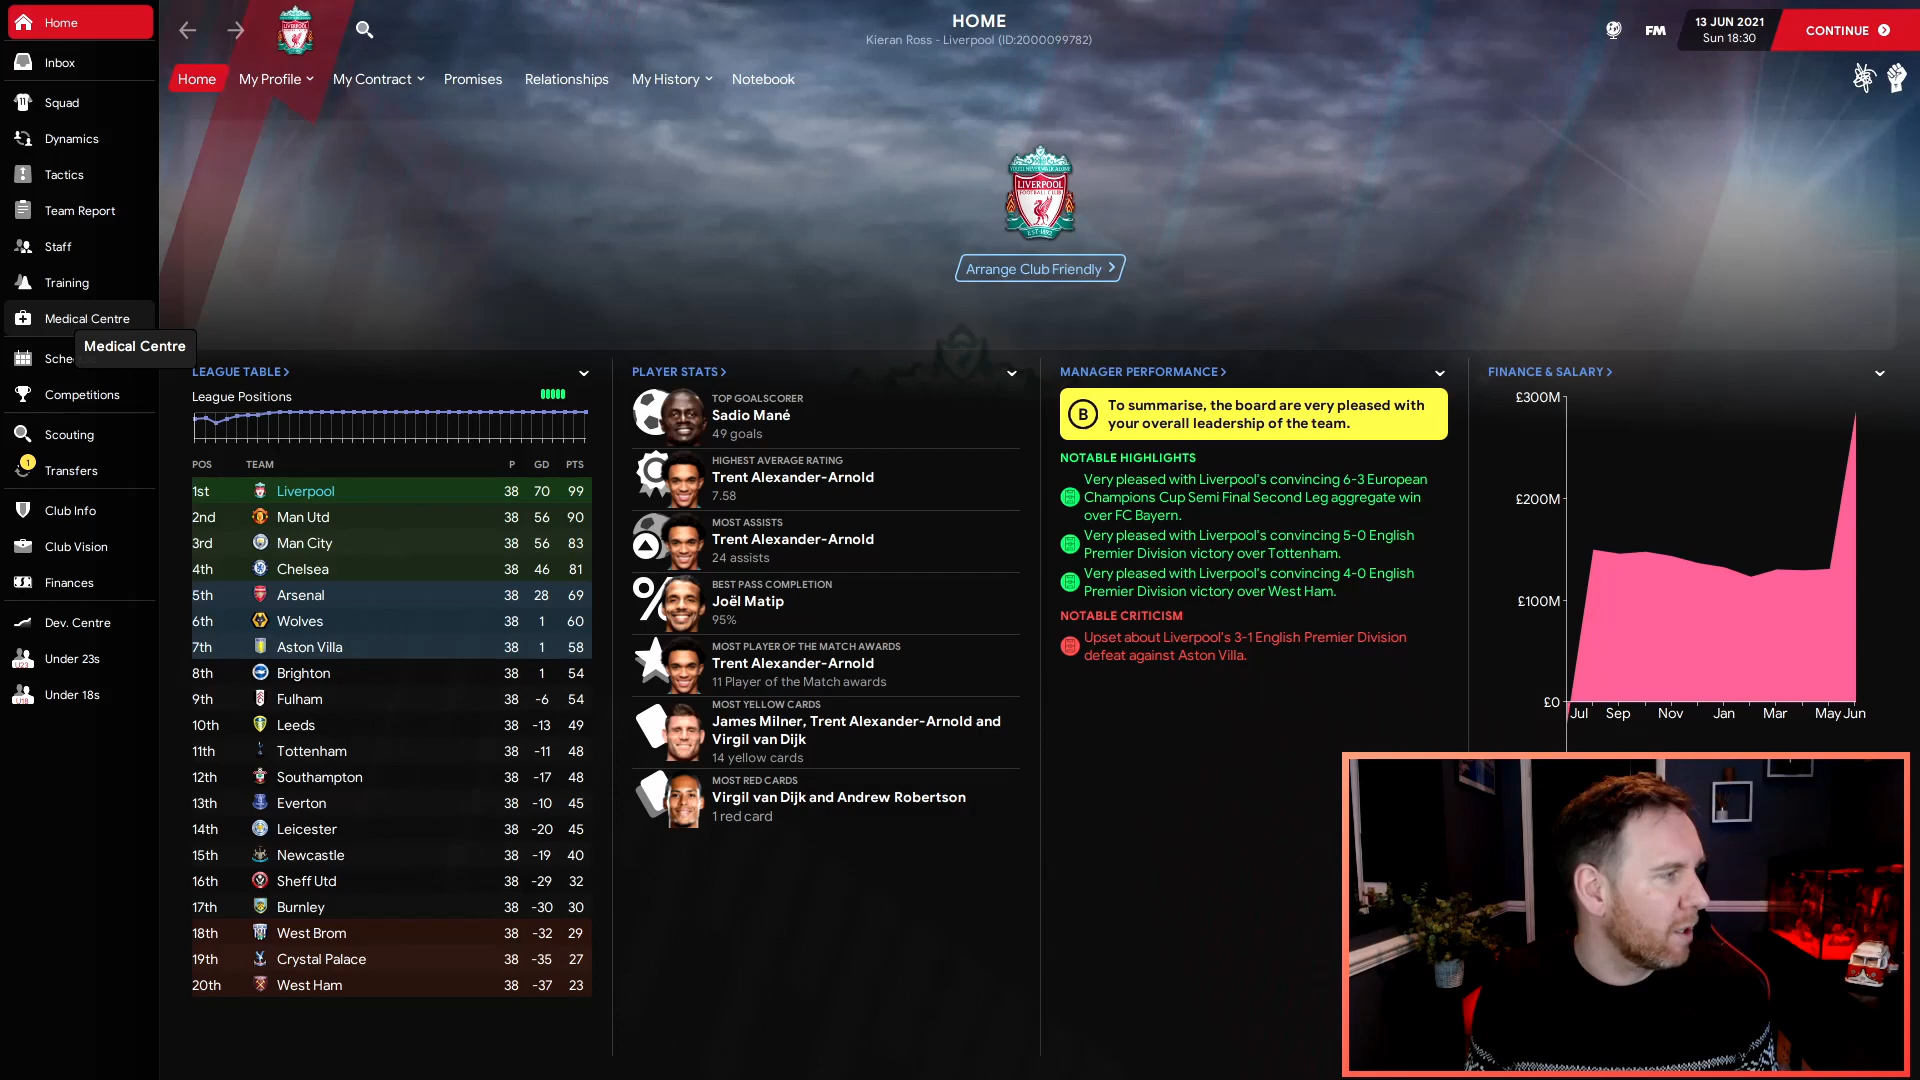 Home
Inbox
Squad
Dynamics
Tactics
Team Report
Staff
Training
Medical Centre
Medical Centre
Competitions
Scouting
1
Transfers
Club Info
Club Vision
Finances
Dev. Centre
Under 23s
Under 18s
HOME
Kieran Ross - Liverpool (ID:2000099782)
FM
13 JUN 2021
Sun 18:30
CONTINUE
Home My Profile My Contract Promises Relationships My History Notebook
LIVERPOOL
FOOTBALL CLUB
EST·1892
Arrange Club Friendly
LEAGUE TABLE
League Positions
POS TEAM P GD PTS
1st Liverpool 38 70 99
2nd Man Utd 38 56 90
3rd Man City 38 56 83
4th Chelsea 38 46 81
5th Arsenal 38 28 69
6th Wolves 38 1 60
7th Aston Villa 38 1 58
8th Brighton 38 1 54
9th Fulham 38 -6 54
10th Leeds 38 -13 49
11th Tottenham 38 -11 48
12th Southampton 38 -17 48
13th Everton 38 -10 45
14th Leicester 38 -20 45
15th Newcastle 38 -19 40
16th Sheff Utd 38 -29 32
17th Burnley 38 -30 30
18th West Brom 38 -32 29
19th Crystal Palace 38 -35 27
20th West Ham 38 -37 23
PLAYER STATS
TOP GOALSCORER
Sadio Mané
49 goals
HIGHEST AVERAGE RATING
Trent Alexander-Arnold
7.58
MOST ASSISTS
Trent Alexander-Arnold
24 assists
BEST PASS COMPLETION
Joël Matip
95%
MOST PLAYER OF THE MATCH AWARDS
Trent Alexander-Arnold
11 Player of the Match awards
MOST YELLOW CARDS
James Milner, Trent Alexander-Arnold and
Virgil van Dijk
14 yellow cards
MOST RED CARDS
Virgil van Dijk and Andrew Robertson
1 red card
MANAGER PERFORMANCE
B
To summarise, the board are very pleased with
your overall leadership of the team.
NOTABLE HIGHLIGHTS
Very pleased with Liverpool's convincing 6-3 European
Champions Cup Semi Final Second Leg aggregate win
over FC Bayern.
Very pleased with Liverpool's convincing 5-0 English
Premier Division victory over Tottenham.
Very pleased with Liverpool's convincing 4-0 English
Premier Division victory over West Ham.
NOTABLE CRITICISM
Upset about Liverpool's 3-1 English Premier Division
defeat against Aston Villa.
FINANCE & SALARY
£300M
£200M
£100M
£0
Jul Sep Nov Jan Mar May Jun